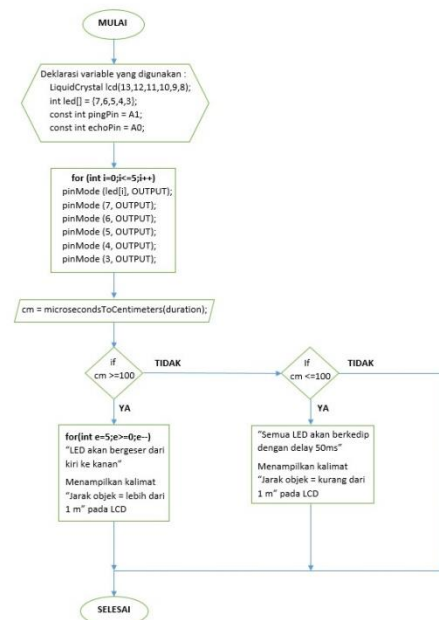 MULAI
Deklarasi variable yang digunakan :
LiquidCrystal lcd(13,12,11,10,9,8);
int led[] = {7,6,5,4,3};
const int pingPin = A1;
const int echoPin = A0;
for (int i=0;i<=5;i++)
pinMode (led[i], OUTPUT);
pinMode (7, OUTPUT);
pinMode (6, OUTPUT);
pinMode (5, OUTPUT);
pinMode (4, OUTPUT);
pinMode (3, OUTPUT);
cm = microsecondsToCentimeters(duration);
if
cm >=100
TIDAK
YA
If
cm <=100
TIDAK
YA
for(int e=5;e>=0;e--)
"LED akan bergeser dari
kiri ke kanan"
Menampilkan kalimat
"Jarak objek = lebih dari
1 m" pada LCD
"Semua LED akan berkedip
dengan delay 50ms"
Menampilkan kalimat
"Jarak objek = kurang dari
1 m" pada LCD
SELESAI